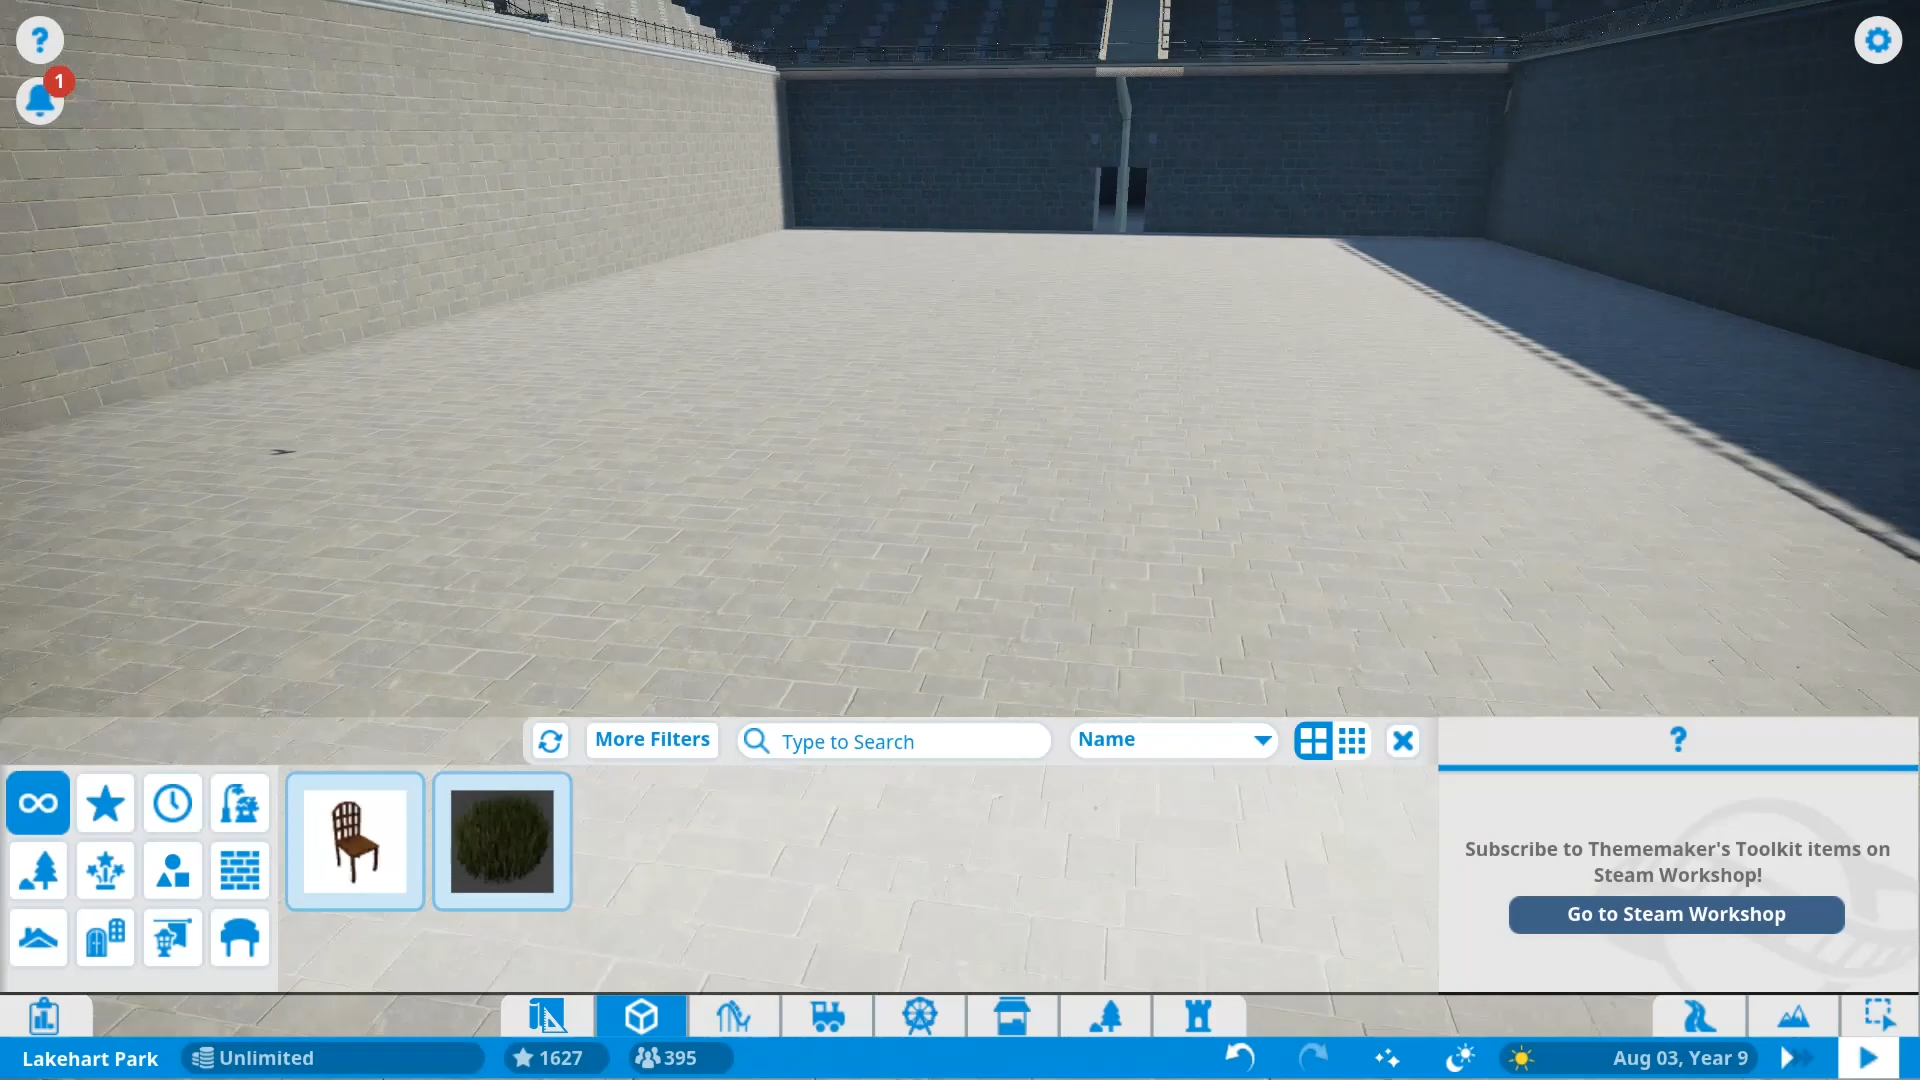 ?
1
More Filters
Type to Search
Name
?
Subscribe to Thememaker's Toolkit items on
Steam Workshop!
Go to Steam Workshop
Lakehart Park
Unlimited
1627
395
Aug 03, Year 9